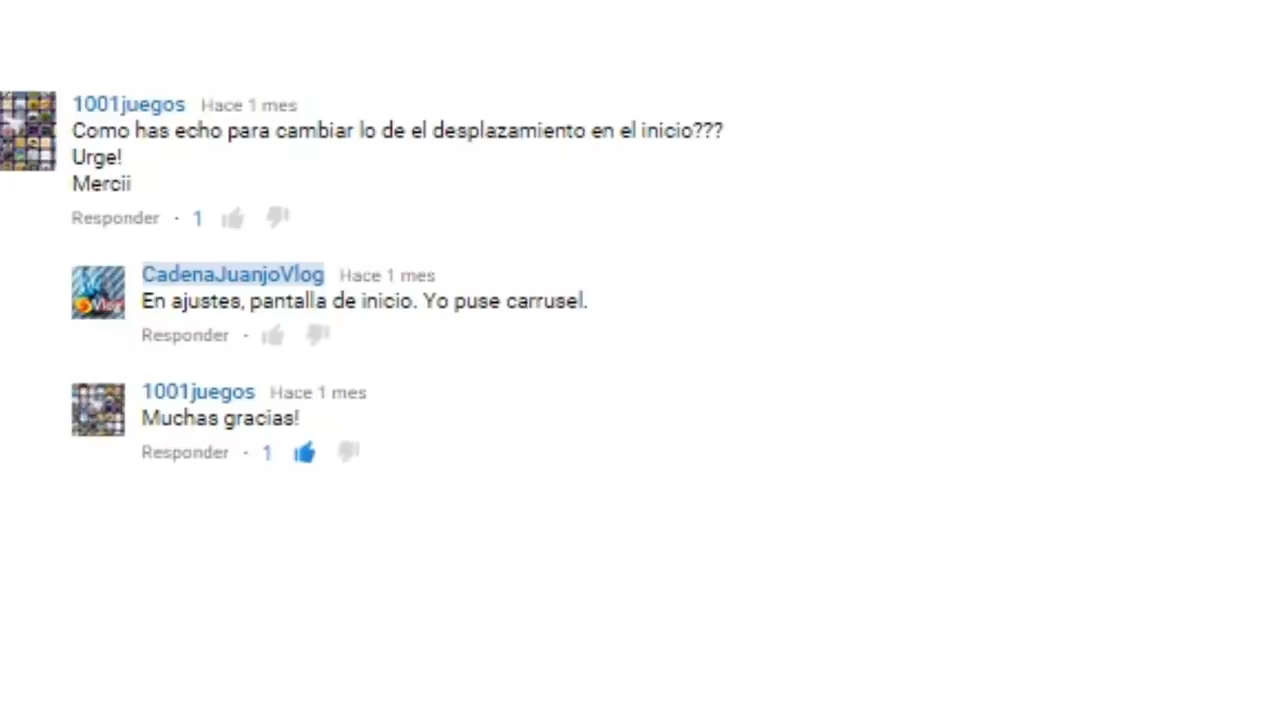 1001juegos Hace 1 mes
Como has echo para cambiar lo de el desplazamiento en el inicio???
Urge!
Mercii
Responder · 1
CadenaJuanjoVlog Hace 1 mes
En ajustes, pantalla de inicio. Yo puse carrusel.
Responder ·
1001juegos Hace 1 mes
Muchas gracias!
Responder · 1